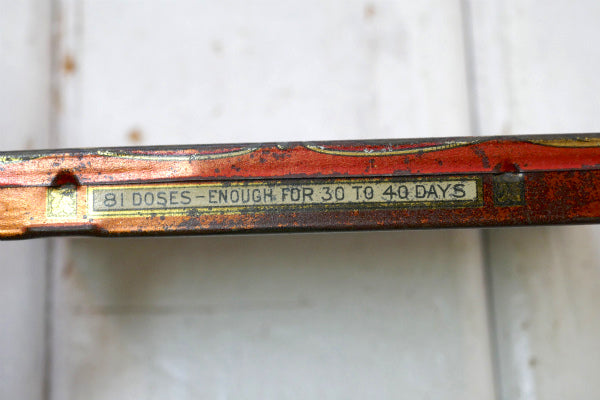 81 DOSES – ENOUGH FOR 30 TO 40 DAYS